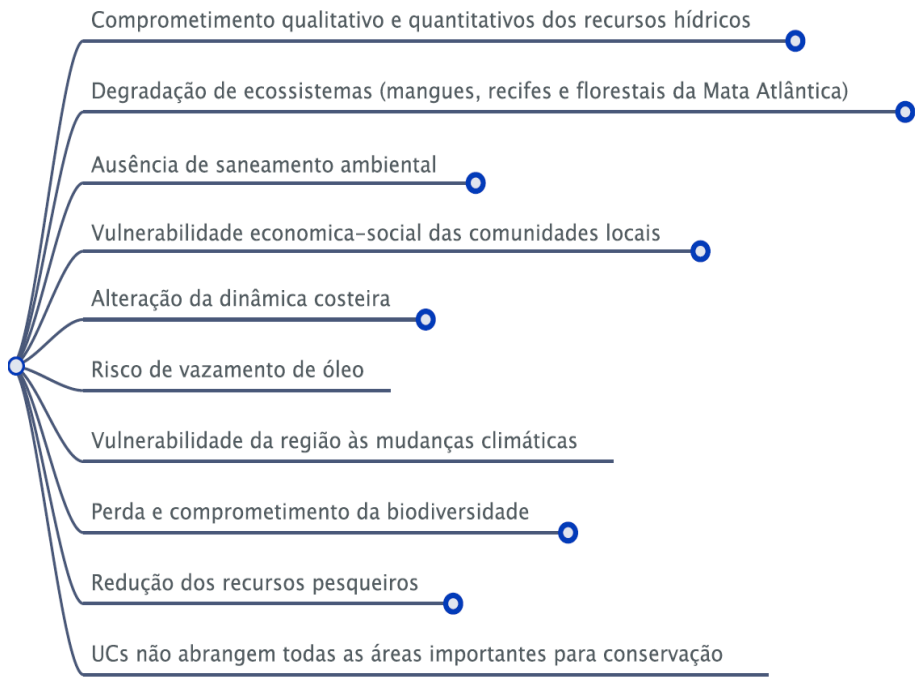 Comprometimento qualitativo e quantitativos dos recursos hídricos
Degradação de ecossistemas (mangues, recifes e florestais da Mata Atlântica)
Ausência de saneamento ambiental
Vulnerabilidade economica-social das comunidades locais
Alteração da dinâmica costeira
Risco de vazamento de óleo
Vulnerabilidade da região às mudanças climáticas
Perda e comprometimento da biodiversidade
Redução dos recursos pesqueiros
UCs não abrangem todas as áreas importantes para conservação